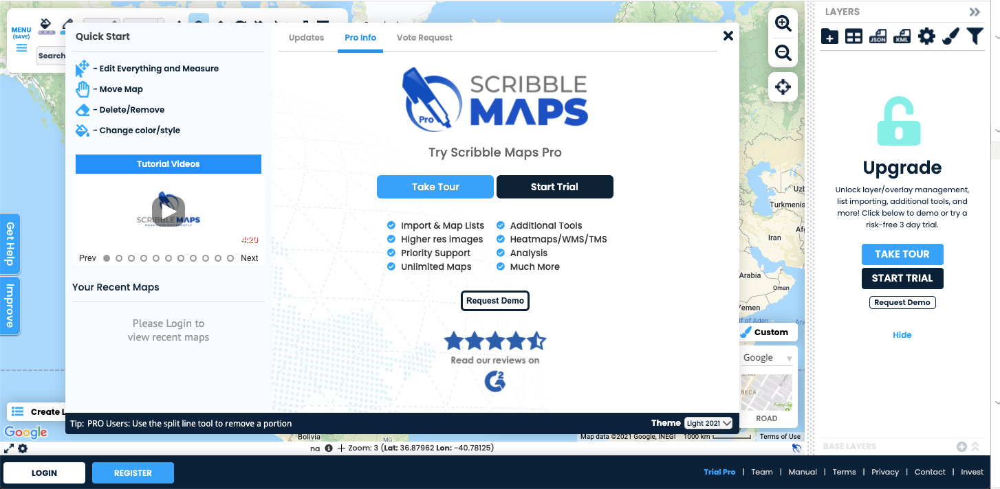 MENU
(SAVE)
Search
Quick Start
- Edit Everything and Measure
- Move Map
- Delete/Remove
- Change color/style
Tutorial Videos
SCRIBBLE MAPS
4:20
Prev
Next
Your Recent Maps
Please Login to
view recent maps
Get Help
Improve
Updates
Pro Info
Vote Request
Pro
SCRIBBLE
MAPS
Try Scribble Maps Pro
Take Tour
Start Trial
Import & Map Lists
Additional Tools
Higher res images
Heatmaps/WMS/TMS
Priority Support
Analysis
Unlimited Maps
Much More
Request Demo
Read our reviews on
G2
Tip: PRO Users: Use the split line tool to remove a portion
Theme
Light 2021
Turkmenis
Iran
Arabia
Oman
Yemen
lf of Aden
Custom
Google
BECA
Foley Sq
ROAD
LAYERS
JSON
KML
Upgrade
Unlock layer/overlay management,
list importing, additional tools, and
more! Click below to demo or try a
risk-free 3 day trial.
TAKE TOUR
START TRIAL
Request Demo
Hide
BASE LAYERS
Create L
Google
Bolivia
MG
Map data ©2021 Google, INEGI
1000 km
Terms of Use
na
Zoom: 3 (Lat: 36.87962 Lon: -40.78125)
LOGIN
REGISTER
Trial Pro | Team | Manual | Terms | Privacy | Contact | Invest